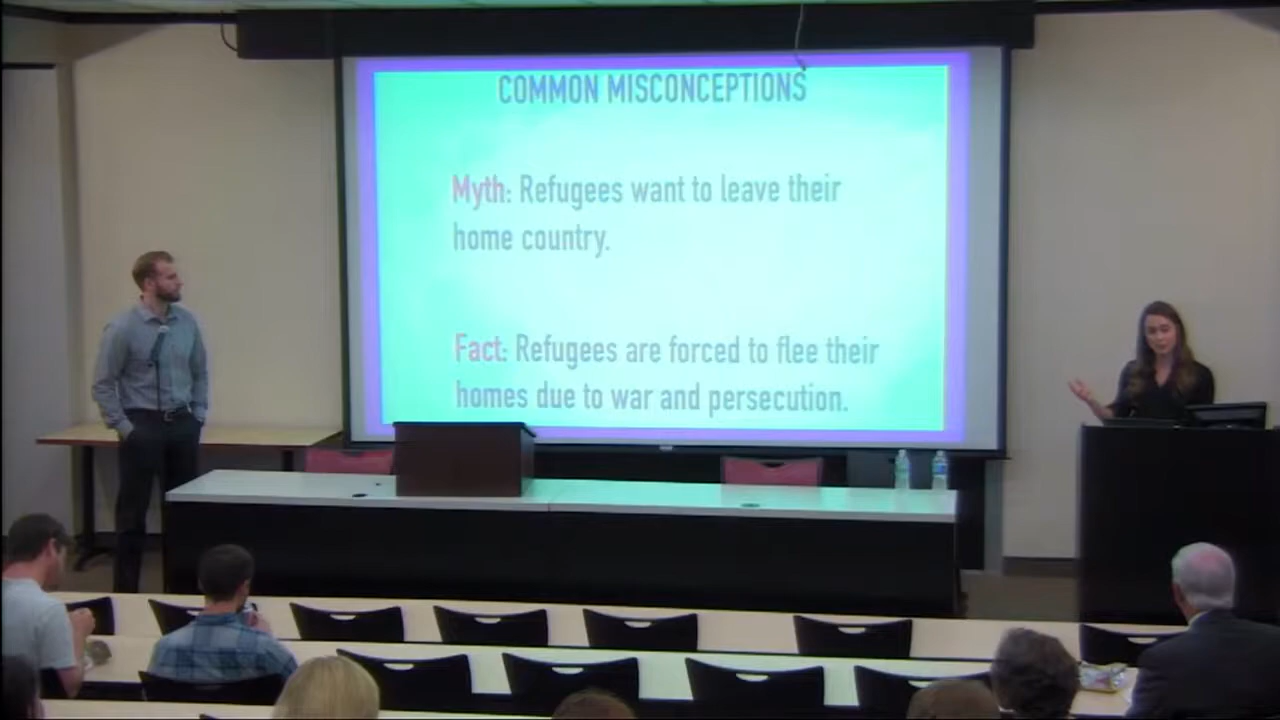 COMMON MISCONCEPTIONS
Myth: Refugees want to leave their
home country.
Fact: Refugees are forced to flee their
homes due to war and persecution.